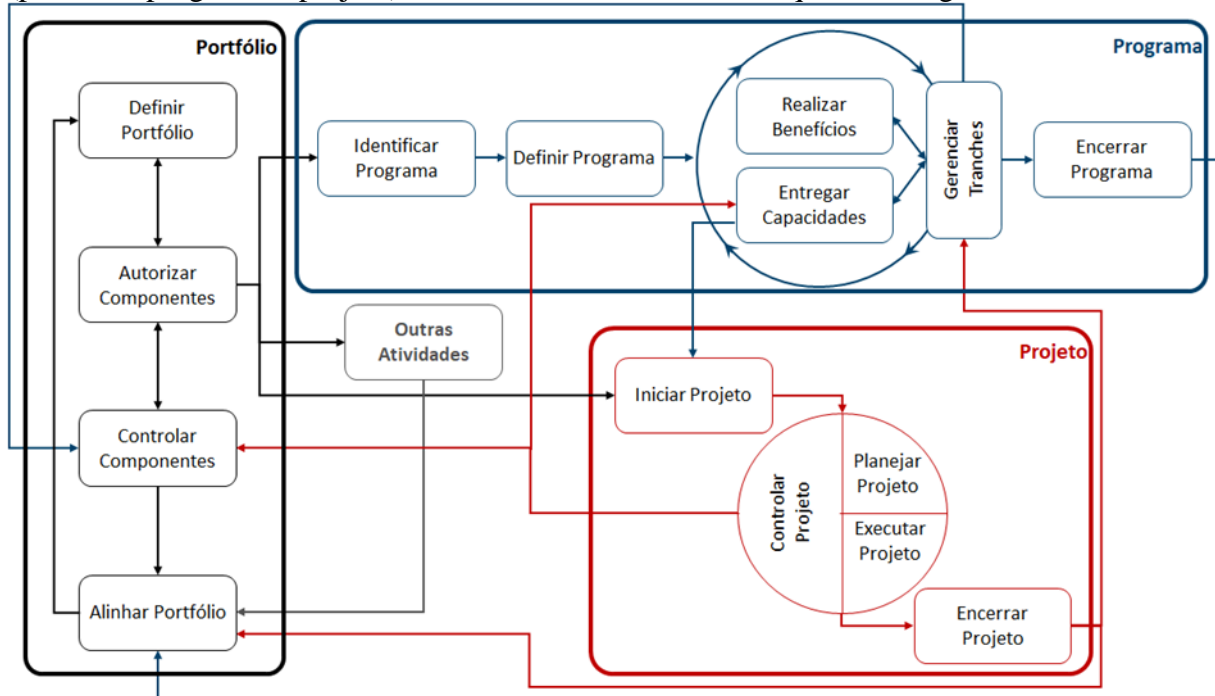 Portfólio
Programa
Definir
Portfólio
Autorizar
Componentes
Controlar
Componentes
Alinhar Portfólio
Identificar
Programa
Definir Programa
Realizar
Benefícios
Entregar
Capacidades
Gerenciar
Tranches
Encerrar
Programa
Outras
Atividades
Projeto
Iniciar Projeto
Controlar
Projeto
Planejar
Projeto
Executar
Projeto
Encerrar
Projeto